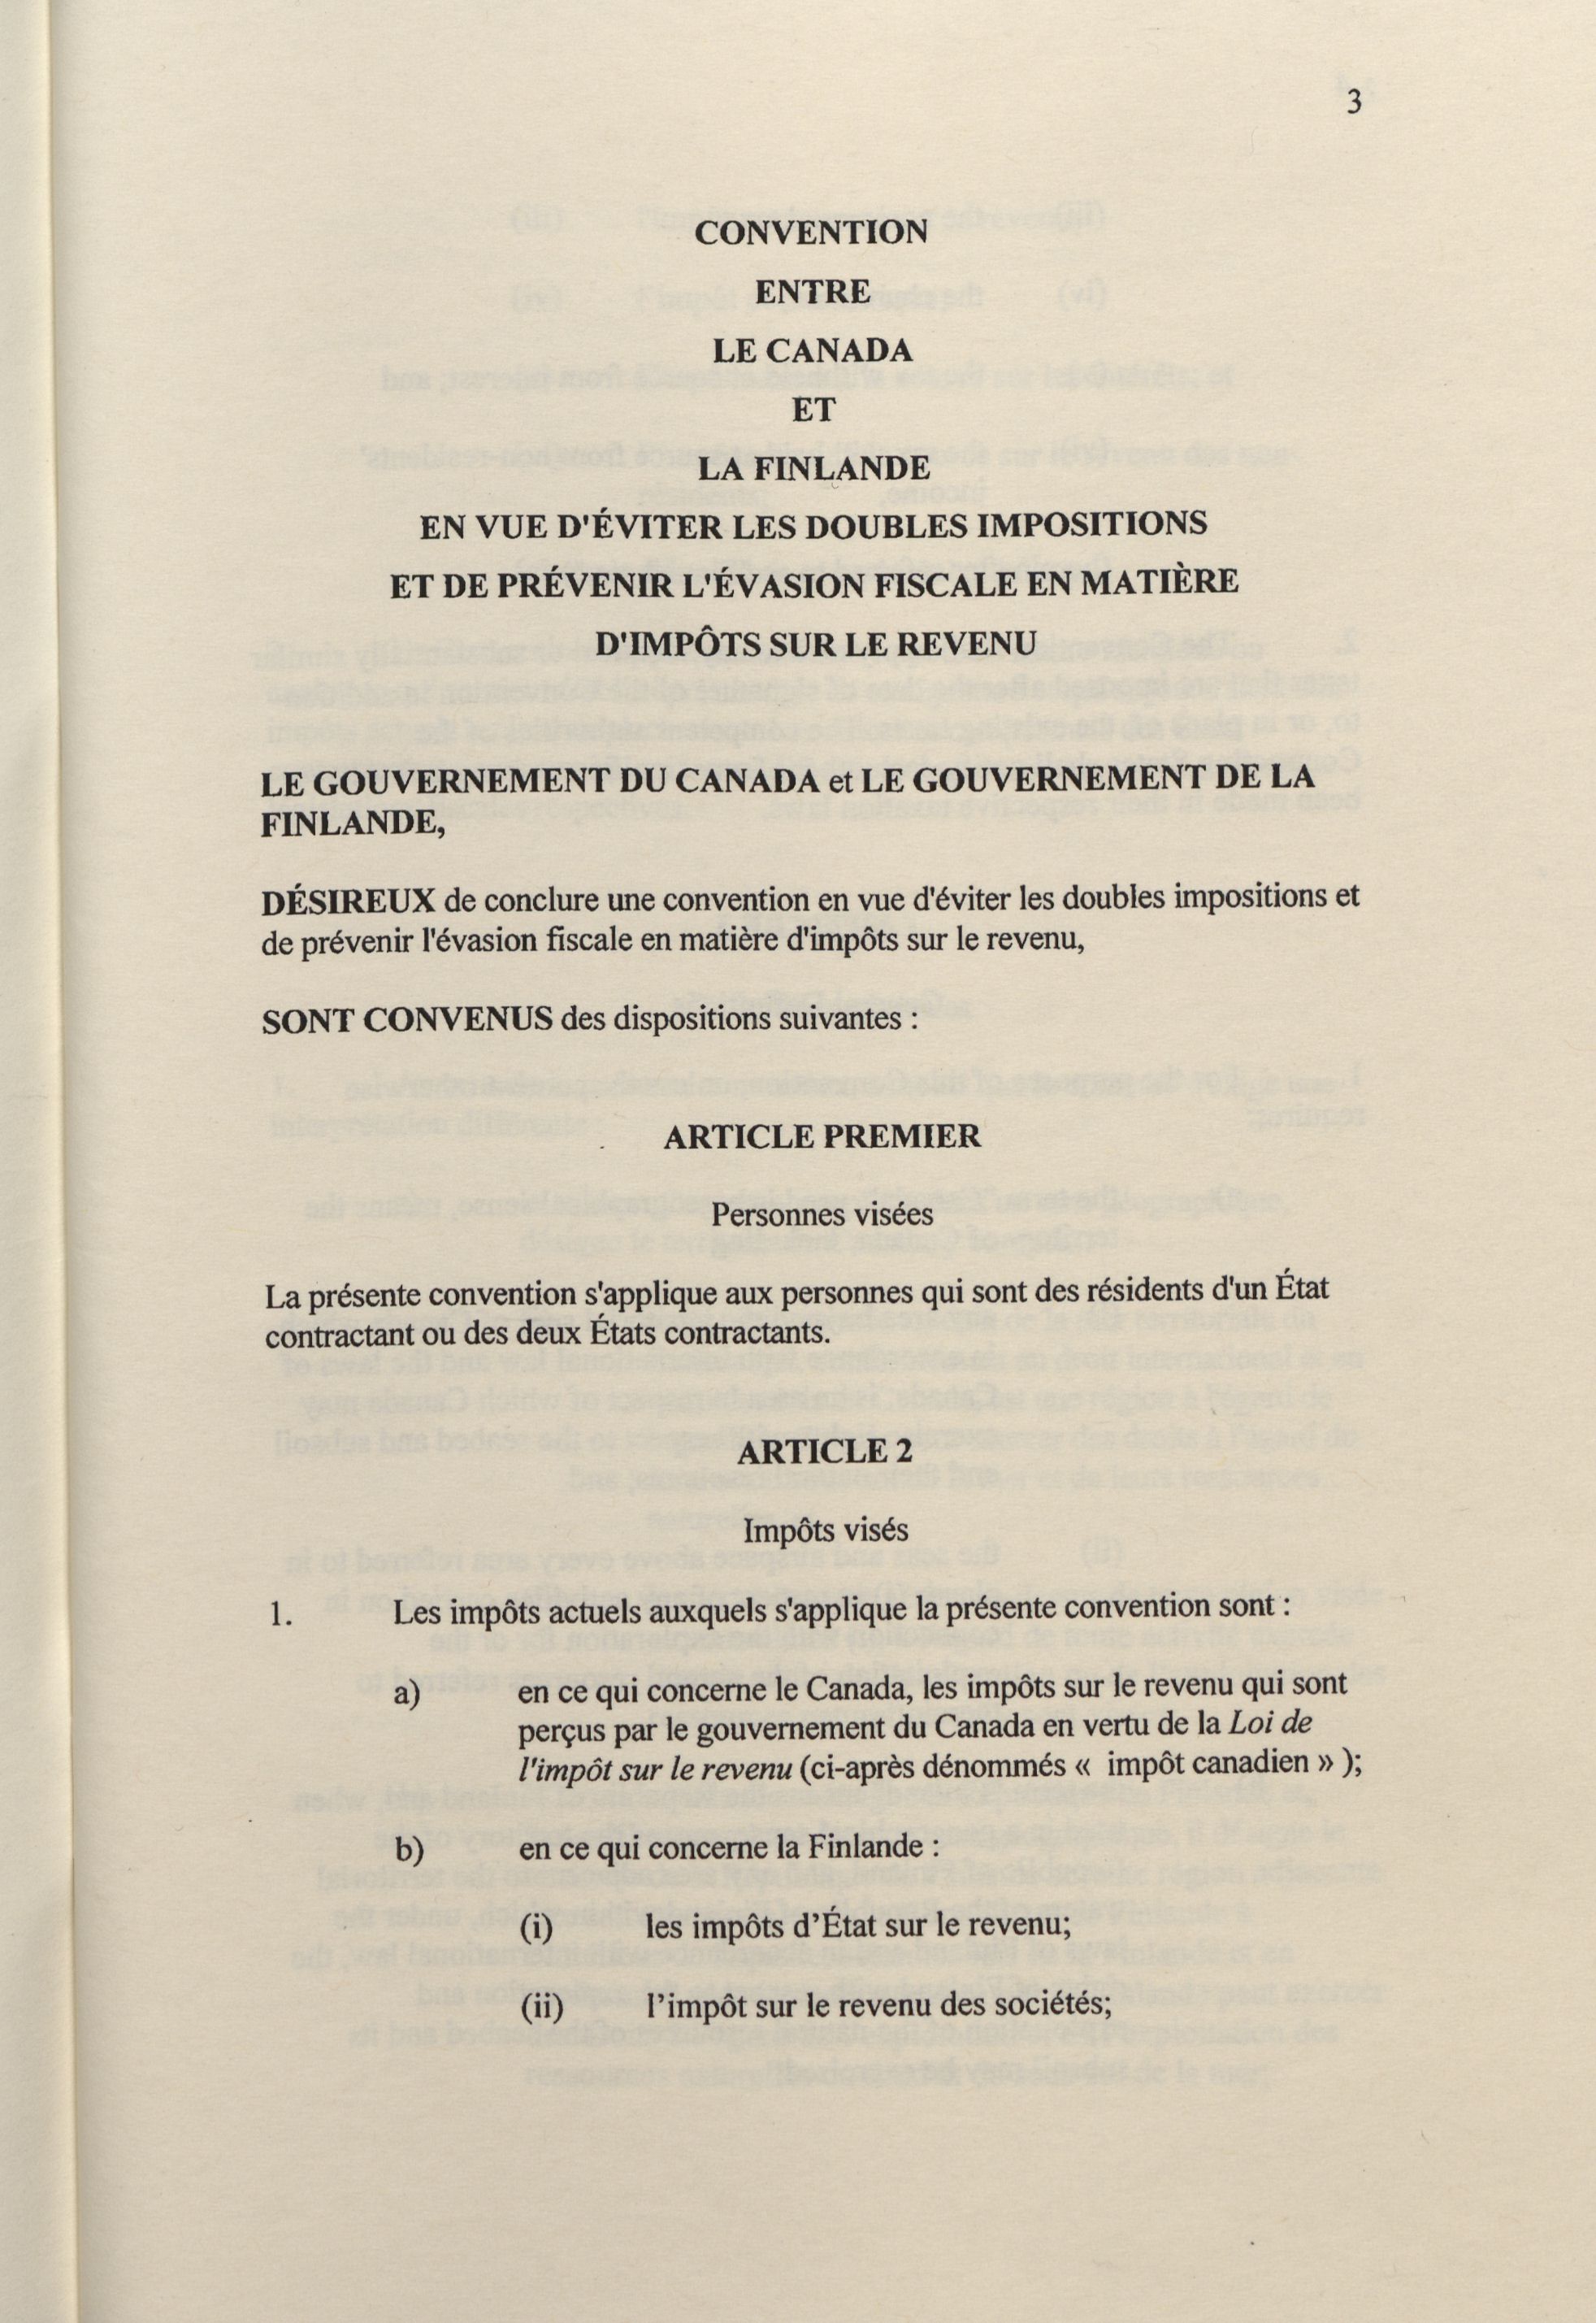 3
CONVENTION
ENTRE
LE CANADA
ET
LA FINLANDE
EN VUE D'ÉVITER LES DOUBLES IMPOSITIONS
ET DE PRÉVENIR L'ÉVASION FISCALE EN MATIÈRE
D'IMPÔTS SUR LE REVENU
LE GOUVERNEMENT DU CANADA et LE GOUVERNEMENT DE LA
FINLANDE,
DÉSIREUX de conclure une convention en vue d'éviter les doubles impositions et
de prévenir l'évasion fiscale en matière d'impôts sur le revenu,
SONT CONVENUS des dispositions suivantes :
ARTICLE PREMIER
Personnes visées
La présente convention s'applique aux personnes qui sont des résidents d'un État
contractant ou des deux États contractants.
ARTICLE 2
Impôts visés
1. Les impôts actuels auxquels s'applique la présente convention sont :
a) en ce qui concerne le Canada, les impôts sur le revenu qui sont
perçus par le gouvernement du Canada en vertu de la Loi de
l'impôt sur le revenu (ci-après dénommés « impôt canadien » );
b) en ce qui concerne la Finlande :
(i) les impôts d’État sur le revenu;
(ii) l’impôt sur le revenu des sociétés;